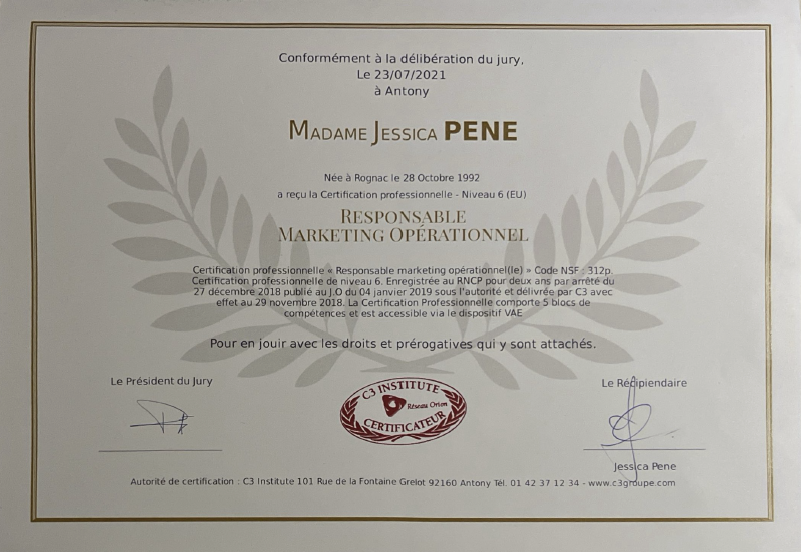 Conformément à la délibération du jury,
Le 23/07/2021
à Antony
MADAME JESSICA PENE
Née à Rognac le 28 Octobre 1992
a reçu la Certification professionnelle - Niveau 6 (EU)
RESPONSABLE
MARKETING OPÉRATIONNEL
Certification professionnelle « Responsable marketing opérationnel(le) » Code NSF : 312p.
Certification professionnelle de niveau 6. Enregistrée au RNCP pour deux ans par arrêté du
27 décembre 2018 publié au J.O du 04 janvier 2019 sous l'autorité et délivrée par C3 avec
effet au 29 novembre 2018. La Certification Professionnelle comporte 5 blocs de
compétences et est accessible via le dispositif VAE
Pour en jouir avec les droits et prérogatives qui y sont attachés.
Le Président du Jury
C3 INSTITUTE
Réseau Orion
CERTIFICATEUR
Le Récipiendaire
Jessica Pene
Autorité de certification : C3 Institute 101 Rue de la Fontaine Grelot 92160 Antony Tél. 01 42 37 12 34 - www.c3groupe.com